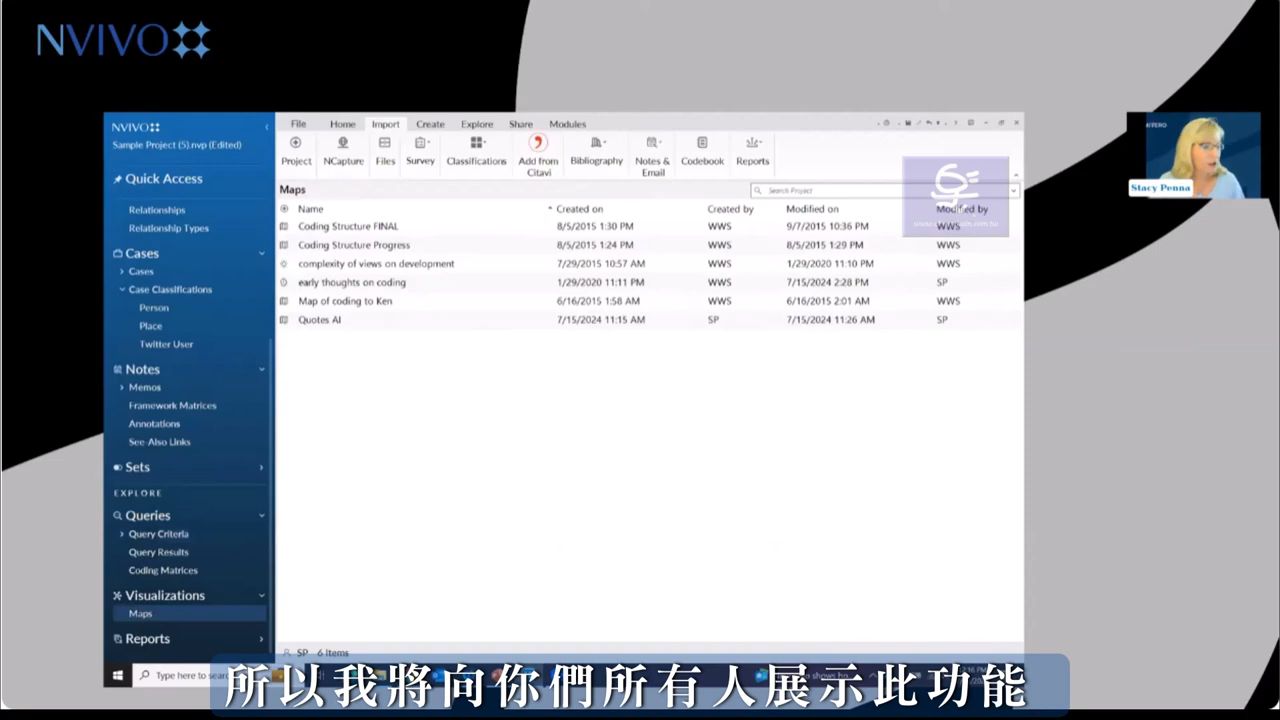 NVIVO
NVIVO
Sample Project (5).nvp (Edited)
Quick Access
Relationships
Relationship Types
Cases
Cases
Case Classifications
Person
Place
Twitter User
Notes
Memos
Framework Matrices
Annotations
See-Also Links
Sets
EXPLORE
Queries
Query Criteria
Query Results
Coding Matrices
Visualizations
Maps
Reports
File Home Import Create Explore Share Modules
Project NCapture Files Survey Classifications Add from Citavi Bibliography Notes & Email Codebook Reports
Maps
Search Project
Name Created on Created by Modified on Modified by
Coding Structure FINAL 8/5/2015 1:30 PM WWS 9/7/2015 10:36 PM WWS
Coding Structure Progress 8/5/2015 1:24 PM WWS 8/5/2015 1:29 PM WWS
complexity of views on development 7/29/2015 10:57 AM WWS 1/29/2020 11:10 PM WWS
early thoughts on coding 1/29/2020 11:11 PM WWS 7/15/2024 2:28 PM SP
Map of coding to Ken 6/16/2015 1:58 AM WWS 6/16/2015 2:01 AM WWS
Quotes AI 7/15/2024 11:15 AM SP 7/15/2024 11:26 AM SP
SP 6 Items
Type here to
Stacy Penna
所以我將向你們所有人展示此功能